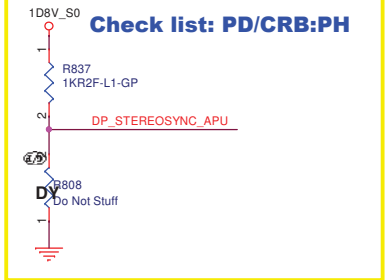 1D8V_S0
Check list: PD/CRB:PH
1
R837
1KR2F-L1-GP
2
DP_STEREOSYNC_APU
2
R808
DY
Do Not Stuff
1